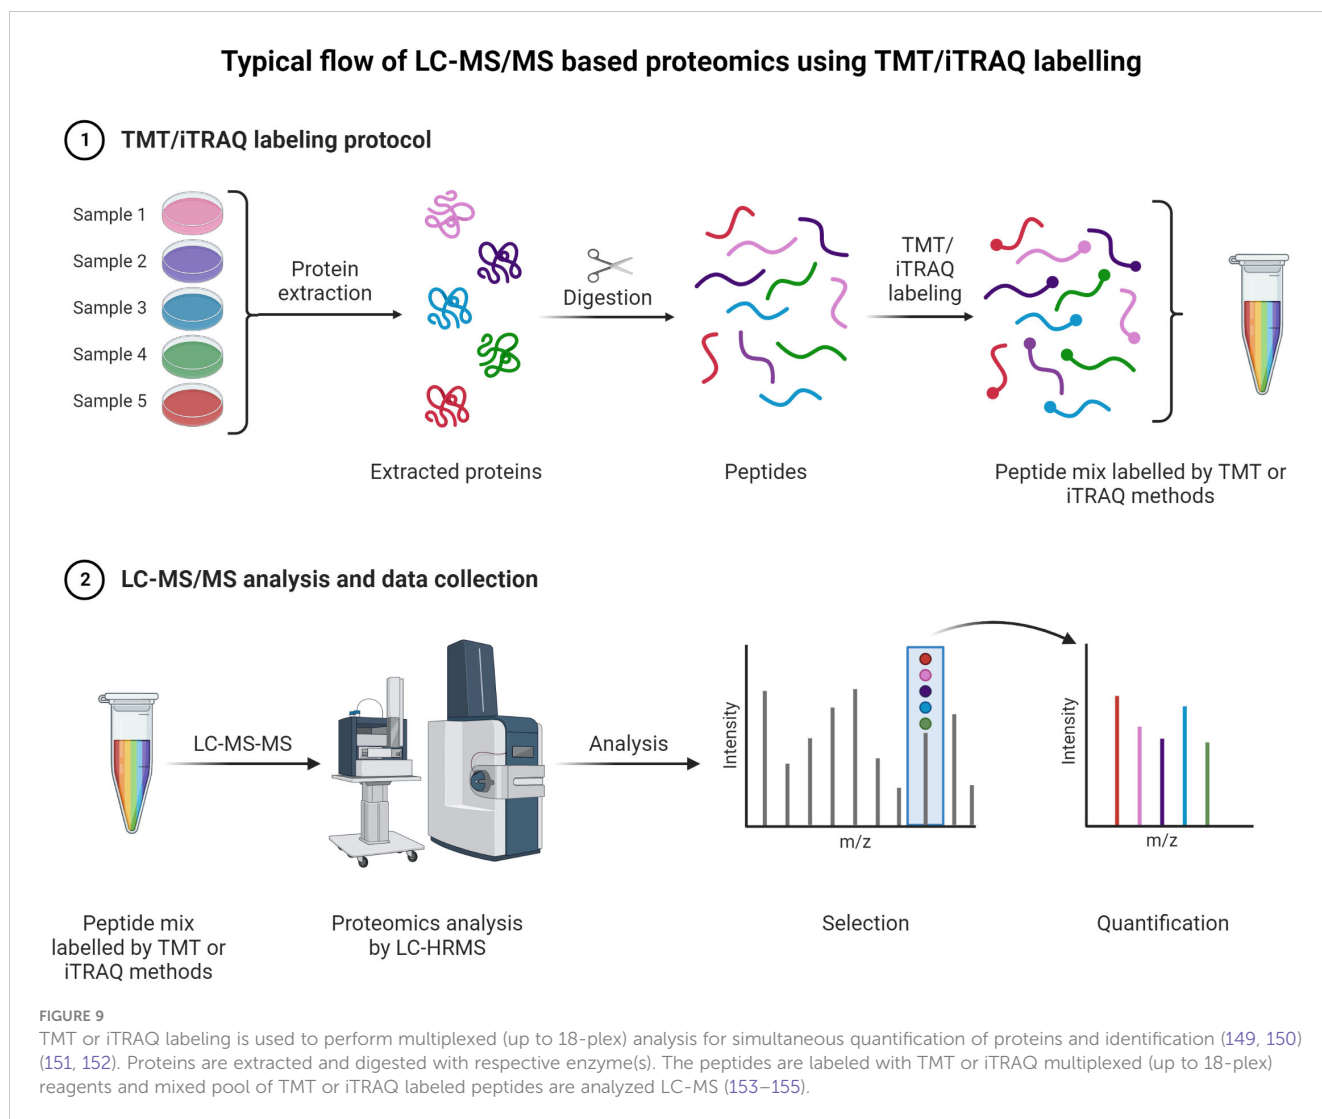 Typical flow of LC-MS/MS based proteomics using TMT/iTRAQ labelling
1 TMT/iTRAQ labeling protocol
Sample 1
Sample 2
Sample 3
Sample 4
Sample 5
Protein
extraction
Digestion
TMT/
iTRAQ
labeling
Extracted proteins
Peptides
Peptide mix labelled by TMT or
iTRAQ methods
2 LC-MS/MS analysis and data collection
LC-MS-MS
Analysis
Intensity
m/z
Intensity
m/z
Peptide mix
labelled by TMT or
iTRAQ methods
Proteomics analysis
by LC-HRMS
Selection
Quantification
FIGURE 9
TMT or iTRAQ labeling is used to perform multiplexed (up to 18-plex) analysis for simultaneous quantification of proteins and identification (149, 150)
(151, 152). Proteins are extracted and digested with respective enzyme(s). The peptides are labeled with TMT or iTRAQ multiplexed (up to 18-plex)
reagents and mixed pool of TMT or iTRAQ labeled peptides are analyzed LC-MS (153–155).